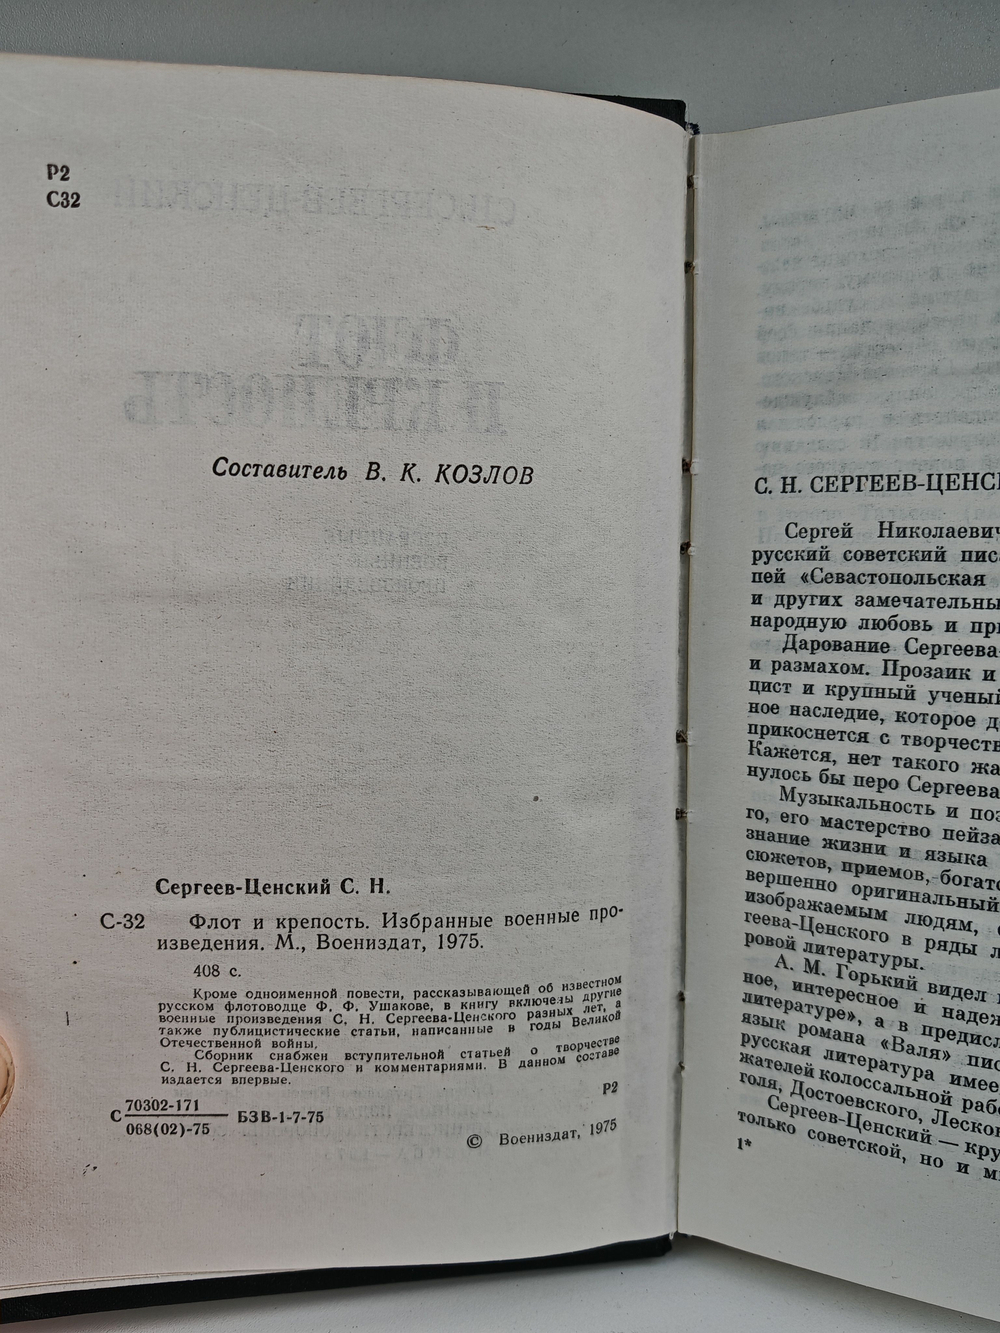 Р2
С32
Составитель В. К. КОЗЛОВ
Сергеев-Ценский С. Н.
С-32 Флот и крепость. Избранные военные про-
изведения. М., Воениздат, 1975.
408 с.
Кроме одноименной повести, рассказывающей об известном
русском флотоводце Ф. Ф. Ушакове, в книгу включены другие
военные произведения С. Н. Сергеева-Ценского разных лет, а
также публицистические статьи, написанные в годы Великой
Отечественной войны.
Сборник снабжен вступительной статьей о творчестве
С. Н. Сергеева-Ценского и комментариями. В данном составе
издается впервые.
Р2
С 70302-171
068(02)-75 БЗВ-1-7-75
© Воениздат, 1975
С. Н. СЕРГЕЕВ-ЦЕНС
Сергей Николаевич
русский советский пис
пей «Севастопольская
и других замечательны
народную любовь и при
Дарование Сергеева-
и размахом. Прозаик и
цист и крупный ученый
ное наследие, которое д
прикоснется с творчеств
Кажется, нет такого жа
нулось бы перо Сергеева
Музыкальность и поэ
го, его мастерство пейза
знание жизни и языка
сюжетов, приемов, богато
вершенно оригинальный
изображаемым людям,
геева-Ценского в ряды л
ровой литературы.
А. М. Горький видел
ное, интересное и надеж
литературе», а в предисл
язык романа «Валя» пис
русская литература имее
жателей колоссальной рабо
голя, Достоевского, Леско
Сергеев-Ценский — кру
только советской, но и м
1*